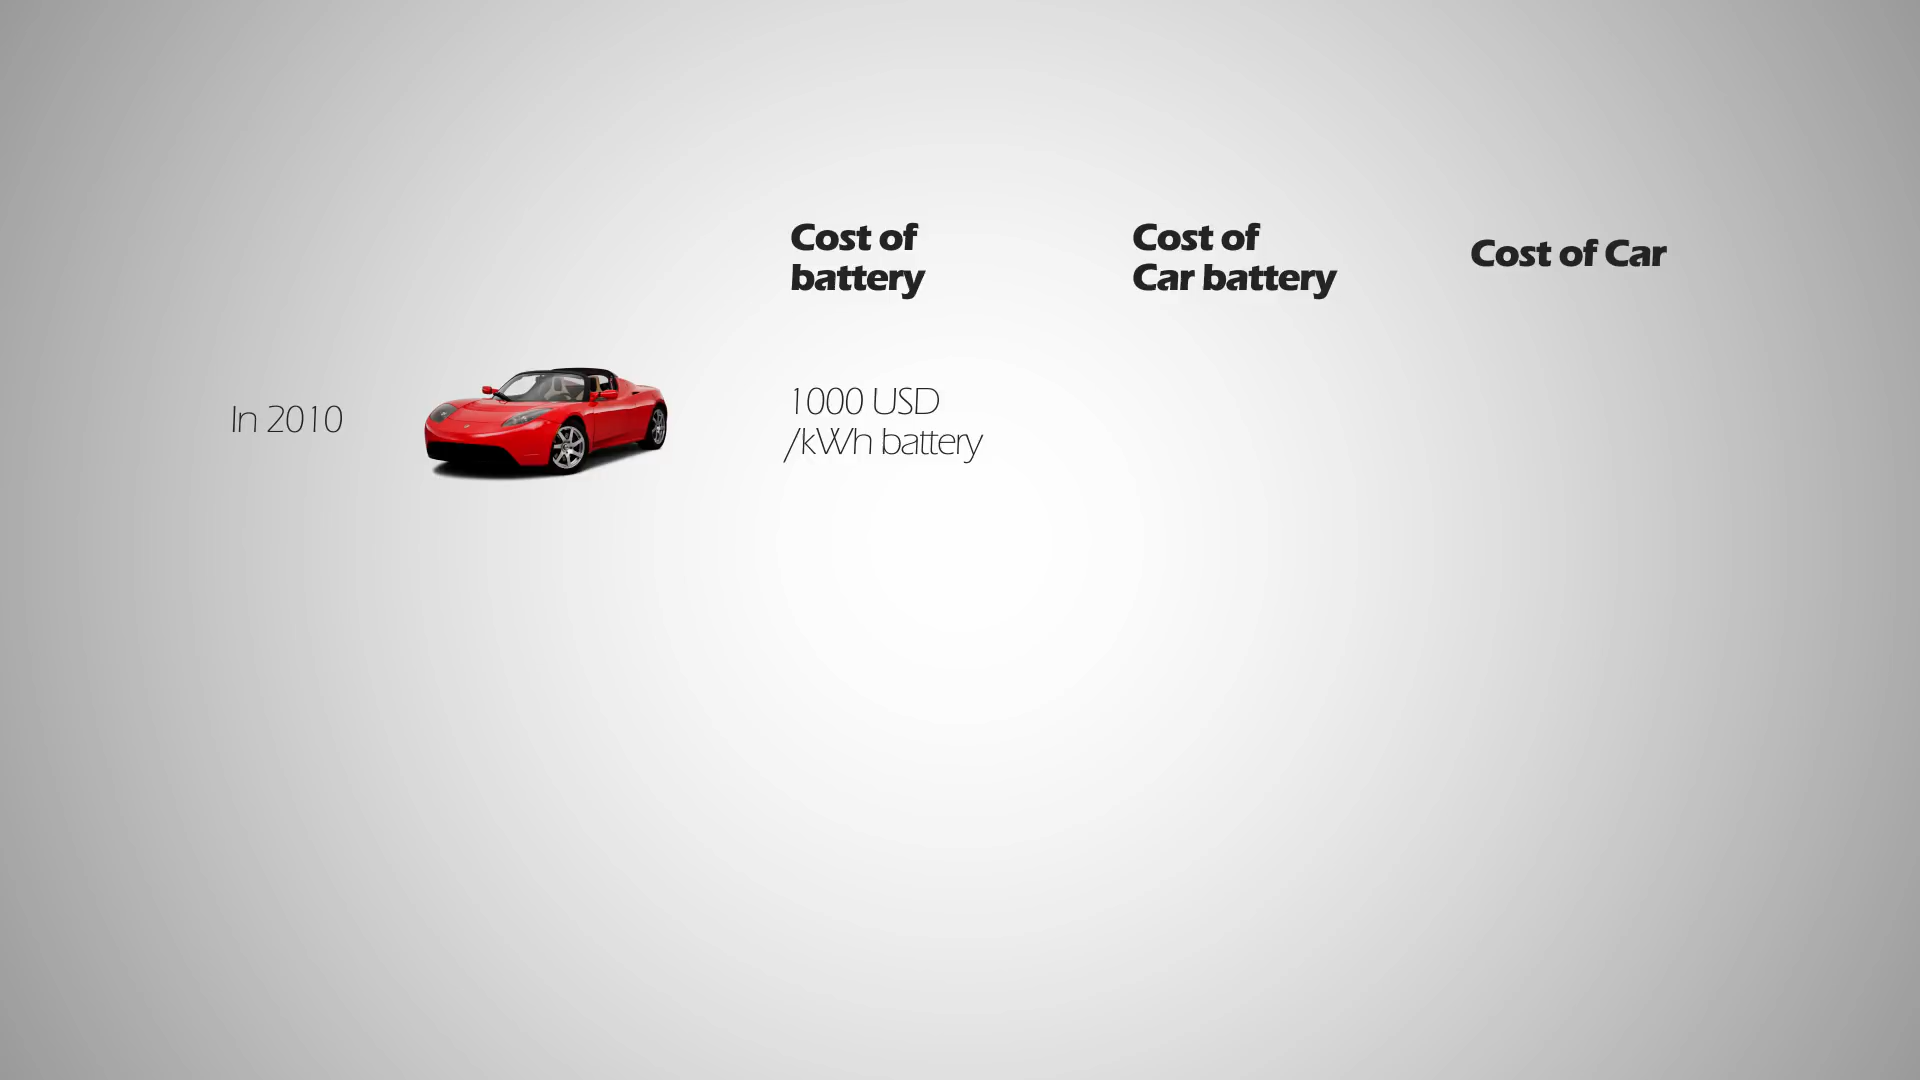 Cost of
battery
Cost of
Car battery
Cost of Car
In 2010
1000 USD
/kWh battery